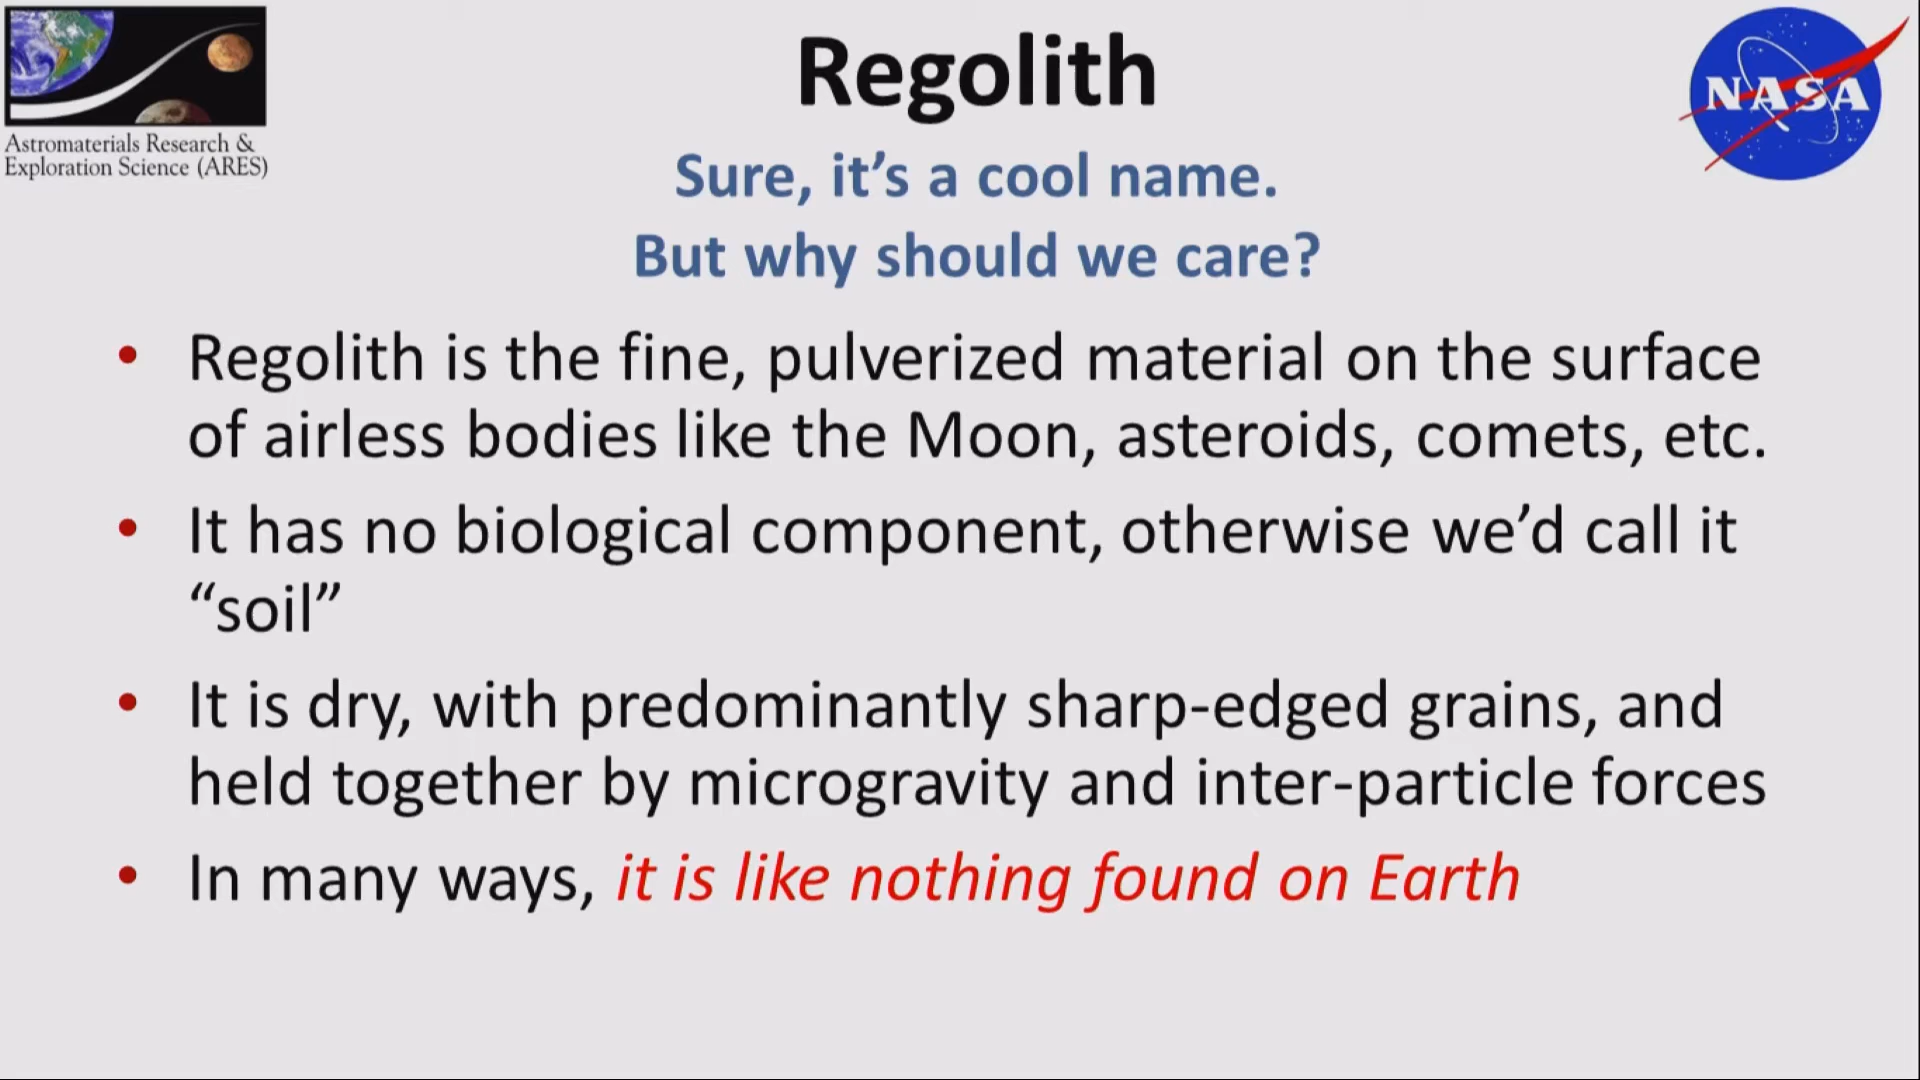 Astromaterials Research &
Exploration Science (ARES)
Regolith
NASA
Sure, it’s a cool name.
But why should we care?
• Regolith is the fine, pulverized material on the surface
of airless bodies like the Moon, asteroids, comets, etc.
• It has no biological component, otherwise we’d call it
“soil”
• It is dry, with predominantly sharp-edged grains, and
held together by microgravity and inter-particle forces
• In many ways, it is like nothing found on Earth